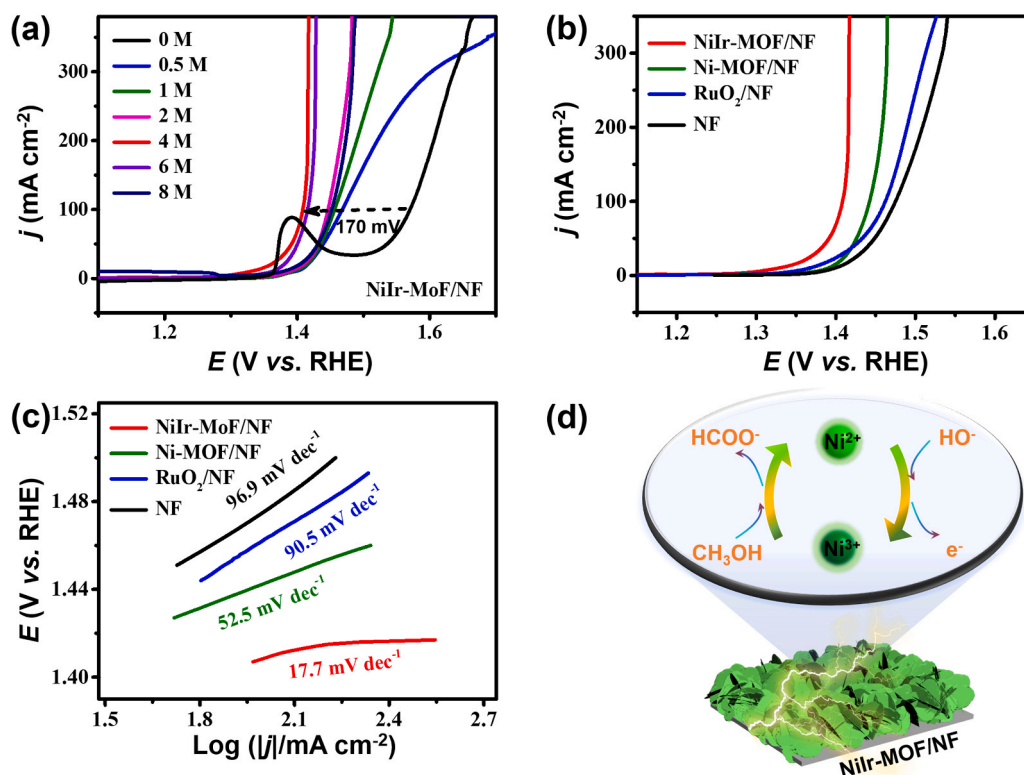 (a)
0 M
0.5 M
1 M
2 M
4 M
6 M
8 M
170 mV
NiIr-MoF/NF
300
200
100
0
1.2
1.4
1.6
j (mA cm⁻²)
E (V vs. RHE)
(b)
NiIr-MOF/NF
Ni-MOF/NF
RuO₂/NF
NF
300
200
100
0
1.2
1.3
1.4
1.5
1.6
j (mA cm⁻²)
E (V vs. RHE)
(c)
NiIr-MoF/NF
Ni-MOF/NF
RuO₂/NF
NF
96.9 mV dec⁻¹
90.5 mV dec⁻¹
52.5 mV dec⁻¹
17.7 mV dec⁻¹
1.52
1.48
1.44
1.40
1.5
1.8
2.1
2.4
2.7
E (V vs. RHE)
Log (|j|/mA cm⁻²)
(d)
HCOO⁻
Ni²⁺
HO⁻
CH₃OH
Ni³⁺
e⁻
NiIr-MOF/NF